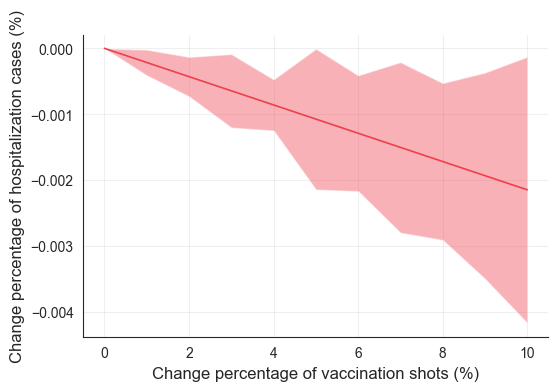 Change percentage of hospitalization cases (%)
0.000
−0.001
−0.002
−0.003
−0.004
0 2 4 6 8 10
Change percentage of vaccination shots (%)